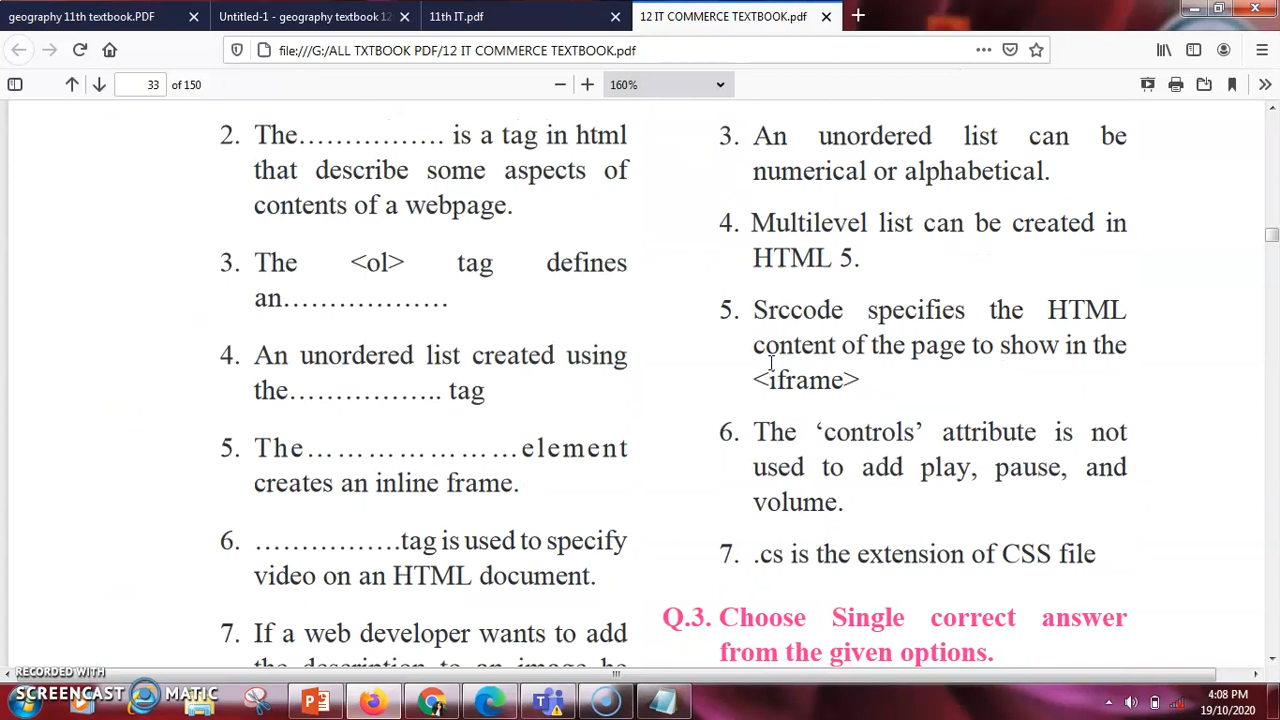 geography 11th textbook.PDF
Untitled-1 - geography textbook 12
11th IT.pdf
12 IT COMMERCE TEXTBOOK.pdf
file:///G:/ALL TXTBOOK PDF/12 IT COMMERCE TEXTBOOK.pdf
33 of 150
160%
2. The……………. is a tag in html
that describe some aspects of
contents of a webpage.
3. The <ol> tag defines
an………………
4. An unordered list created using
the…………….. tag
5. The…………………element
creates an inline frame.
6. …………….tag is used to specify
video on an HTML document.
7. If a web developer wants to add
the description to an image he
3. An unordered list can be
numerical or alphabetical.
4. Multilevel list can be created in
HTML 5.
5. Srccode specifies the HTML
content of the page to show in the
<iframe>
6. The ‘controls’ attribute is not
used to add play, pause, and
volume.
7. .cs is the extension of CSS file
Q.3. Choose Single correct answer
from the given options.
RECORDED WITH
SCREENCAST MATIC
4:08 PM
19/10/2020